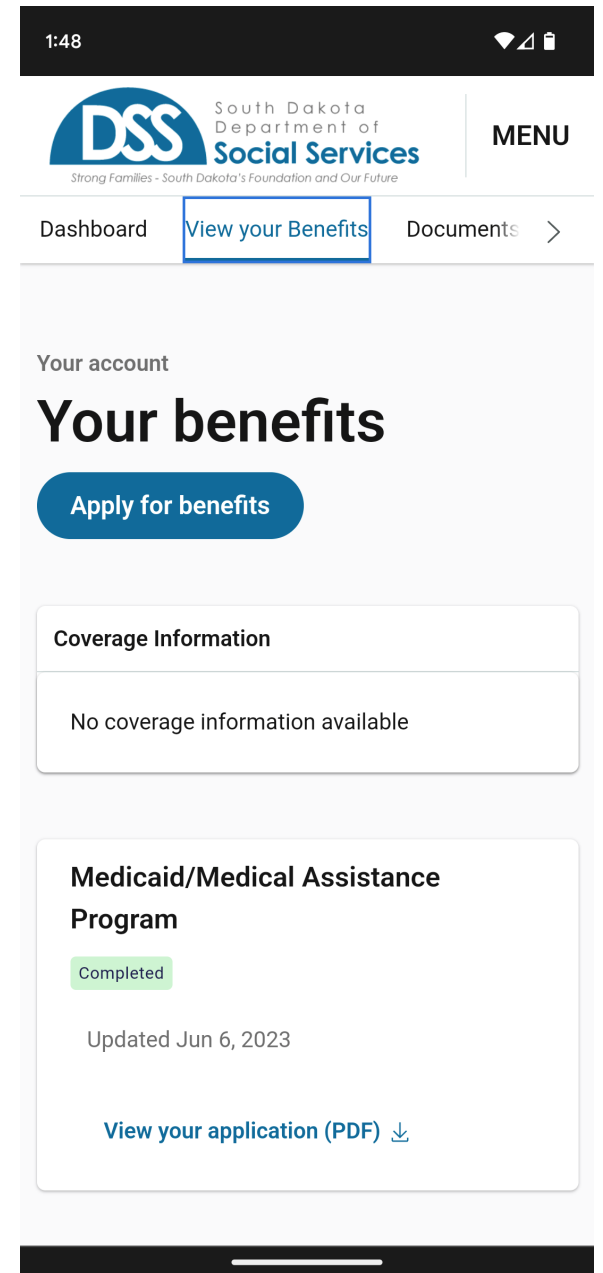 1:48
DSS
South Dakota
Department of
Social Services
Strong Families - South Dakota's Foundation and Our Future
MENU
Dashboard View your Benefits Documents
Your account
Your benefits
Apply for benefits
Coverage Information
No coverage information available
Medicaid/Medical Assistance
Program
Completed
Updated Jun 6, 2023
View your application (PDF)